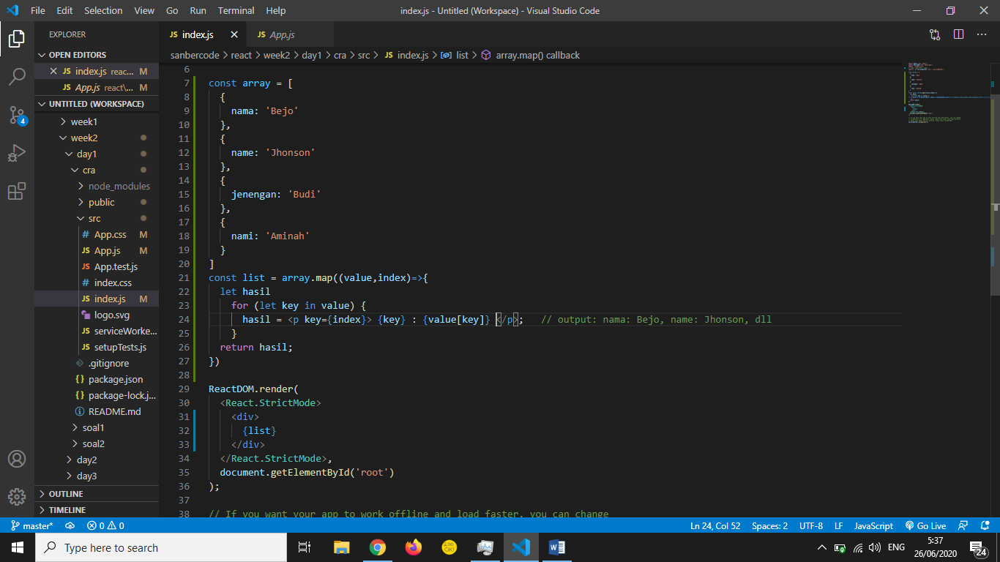 File Edit Selection View Go Run Terminal Help index.js - Untitled (Workspace) - Visual Studio Code
EXPLORER
OPEN EDITORS
JS index.js reac... M
JS App.js react\... M
UNTITLED (WORKSPACE)
week1
week2
day1
cra
node_modules
public
src
# App.css M
JS App.js M
JS App.test.js
# index.css
JS index.js M
logo.svg
JS serviceWorke...
JS setupTests.js
.gitignore
{} package.json
{} package-lock.j...
README.md
soal1
soal2
day2
day3
OUTLINE
TIMELINE
4
JS index.js JS App.js
sanbercode > react > week2 > day1 > cra > src > JS index.js > list > array.map() callback
6
7 const array = [
8 {
9 nama: 'Bejo'
10 },
11 {
12 name: 'Jhonson'
13 },
14 {
15 jenengan: 'Budi'
16 },
17 {
18 nami: 'Aminah'
19 }
20 ]
21 const list = array.map((value,index)=>{
22 let hasil
23 for (let key in value) {
24 hasil = <p key={index}> {key} : {value[key]} </p>; // output: nama: Bejo, name: Jhonson, dll
25 }
26 return hasil;
27 })
28
29 ReactDOM.render(
30 <React.StrictMode>
31 <div>
32 {list}
33 </div>
34 </React.StrictMode>,
35 document.getElementById('root')
36 );
37
38 // If you want your app to work offline and load faster, you can change
master* 0 0 Ln 24, Col 52 Spaces: 2 UTF-8 LF JavaScript Go Live
Type here to search
ENG
5:37
26/06/2020
24